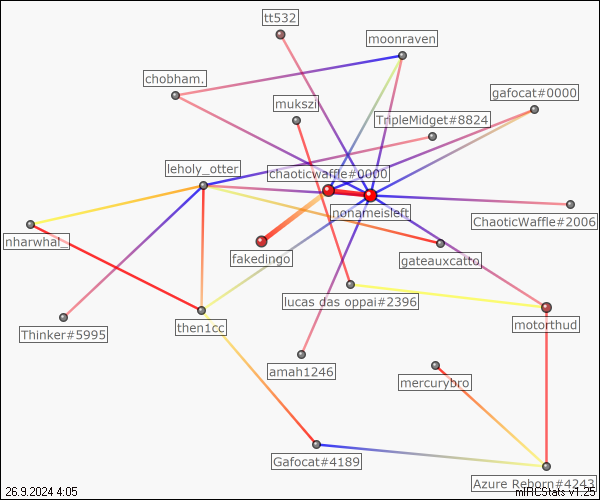 tt532
moonraven
chobham.
gafocat#0000
mukszi
TripleMidget#8824
leholy_otter
chaoticwaffle#0000
nonameisleft
ChaoticWaffle#2006
nharwhal_
fakedingo
gateauxcatto
lucas das oppai#2396
Thinker#5995
then1cc
motorthud
amah1246
mercurybro
Gafocat#4189
Azure Reborn#4243
26.9.2024 4:05
mIRCStats v1.25